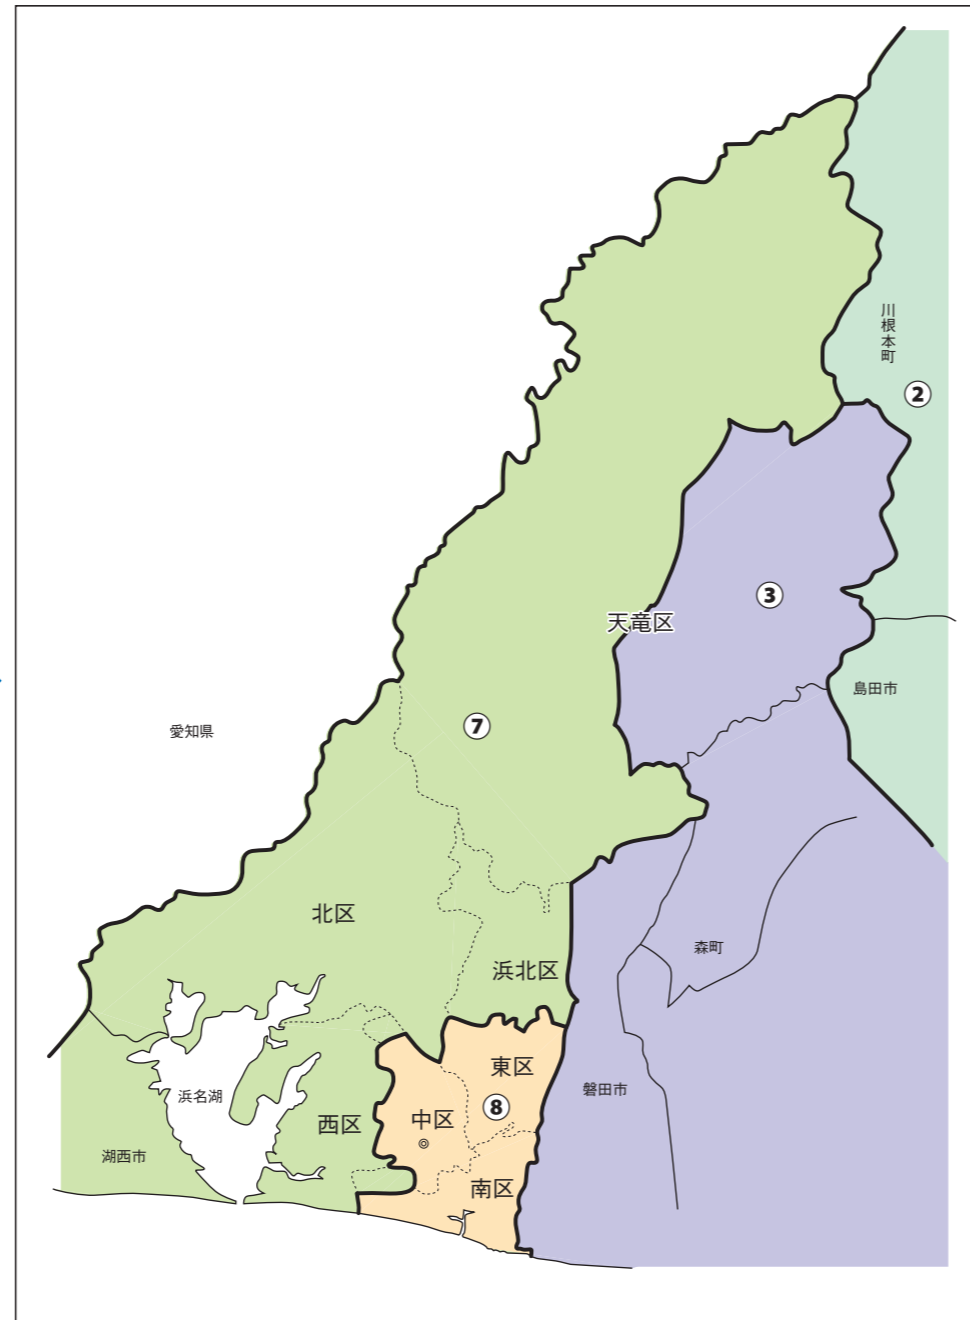 川根本町
②
③
天竜区
島田市
愛知県
⑦
北区
森町
浜北区
東区
磐田市
浜名湖
⑧
中区
西区
湖西市
南区